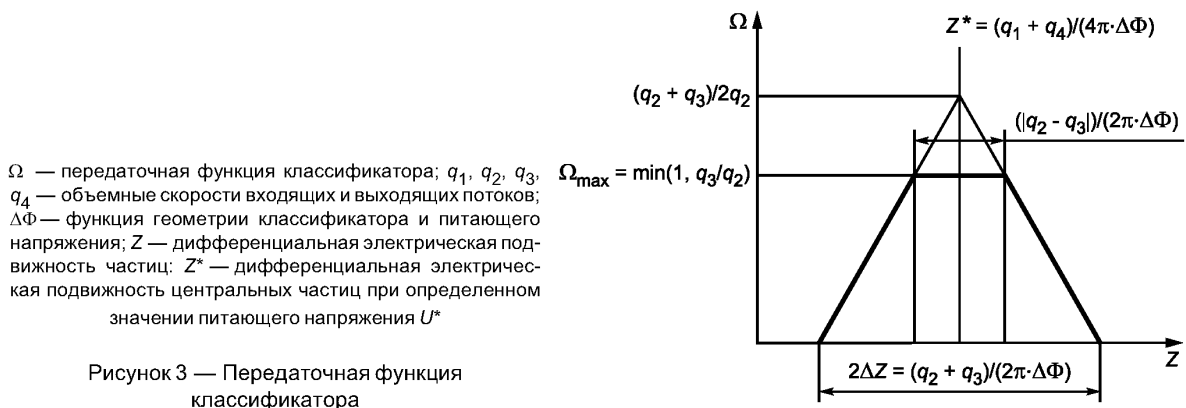 Ω — передаточная функция классификатора; q₁, q₂, q₃,
q₄ — объемные скорости входящих и выходящих потоков;
ΔΦ — функция геометрии классификатора и питающего
напряжения; Z — дифференциальная электрическая под-
вижность частиц: Z* — дифференциальная электричес-
кая подвижность центральных частиц при определенном
значении питающего напряжения U*
Рисунок 3 — Передаточная функция
классификатора
Ω
Z* = (q₁ + q₄)/(4π·ΔΦ)
(q₂ + q₃)/2q₂
(|q₂ - q₃|)/(2π·ΔΦ)
Ωmax = min(1, q₃/q₂)
Z
2ΔZ = (q₂ + q₃)/(2π·ΔΦ)